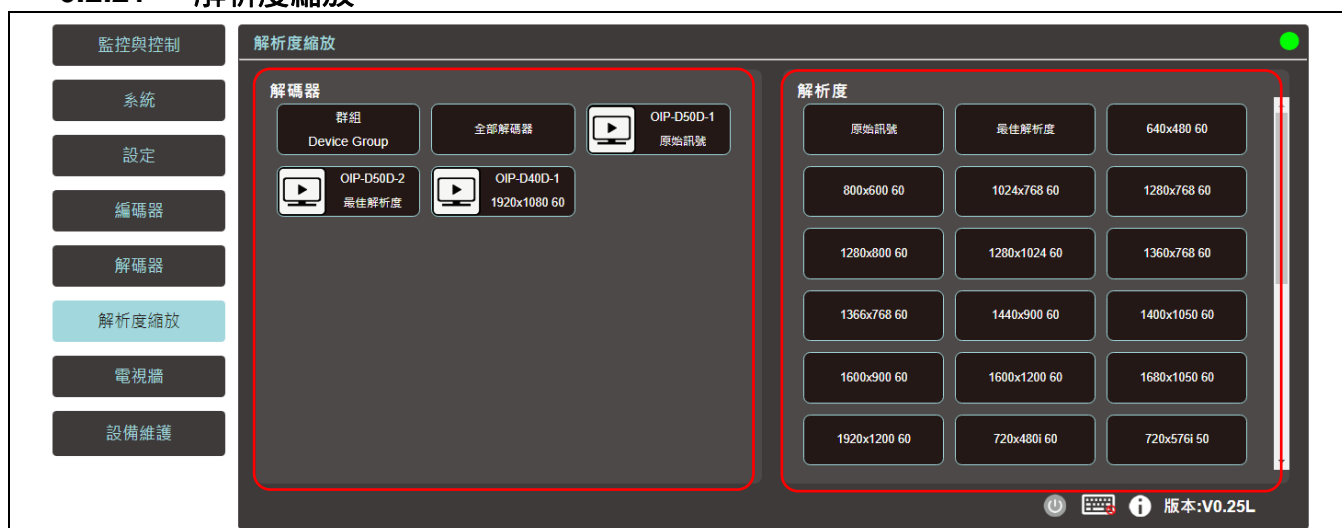 解析度縮放
監控與控制
系統
設定
編碼器
解碼器
解析度縮放
電視牆
設備維護
解析度縮放
解碼器
群組
Device Group
全部解碼器
OIP-D50D-1
原始訊號
OIP-D50D-2
最佳解析度
OIP-D40D-1
1920x1080 60
解析度
原始訊號
最佳解析度
640x480 60
800x600 60
1024x768 60
1280x768 60
1280x800 60
1280x1024 60
1360x768 60
1366x768 60
1440x900 60
1400x1050 60
1600x900 60
1600x1200 60
1680x1050 60
1920x1200 60
720x480i 60
720x576i 50
版本:V0.25L